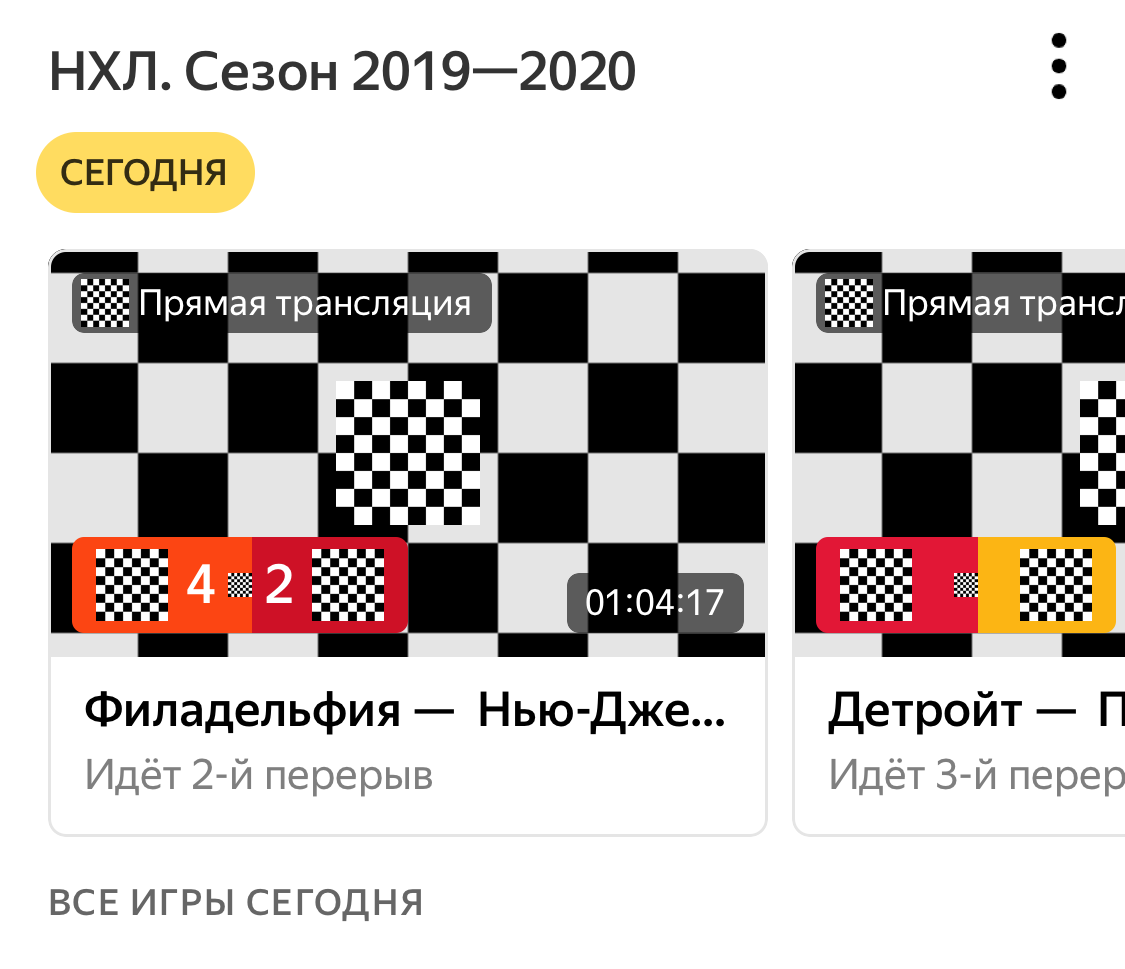 НХЛ. Сезон 2019—2020
СЕГОДНЯ
Прямая трансляция
4 2
01:04:17
Филадельфия — Нью-Дже...
Идёт 2-й перерыв
Прямая трансл
Детройт — П
Идёт 3-й перер
ВСЕ ИГРЫ СЕГОДНЯ